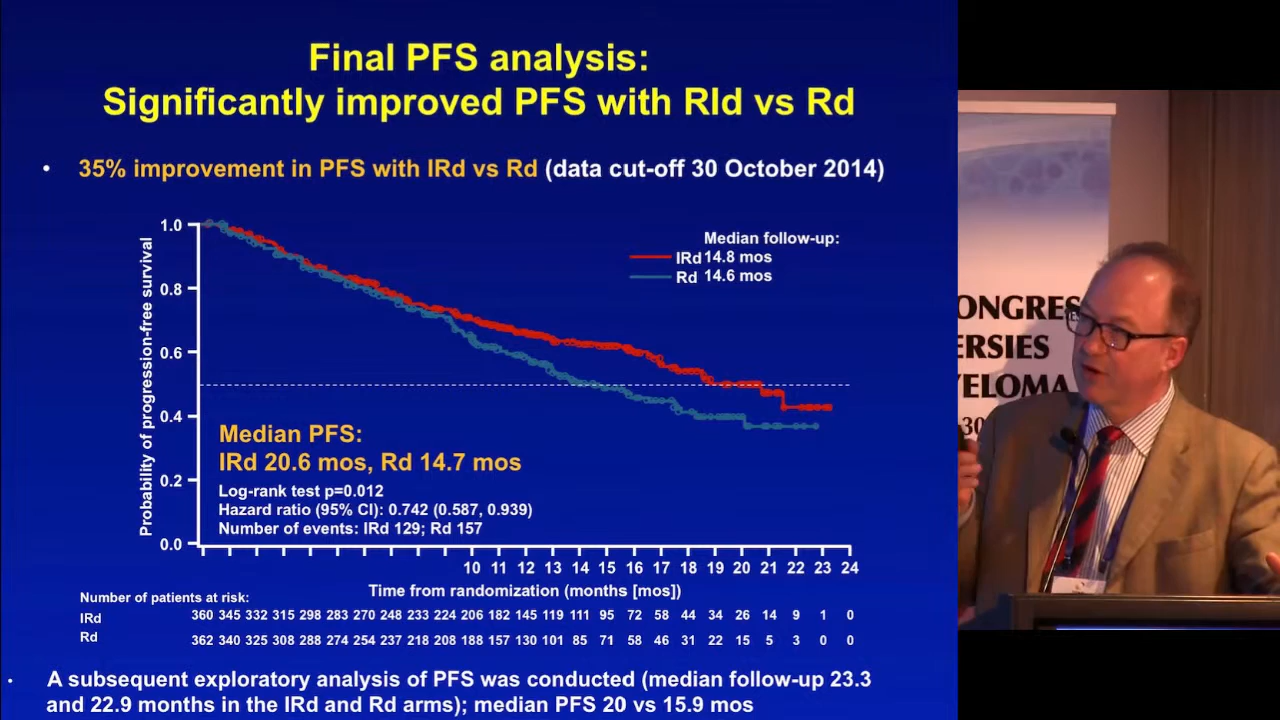 Final PFS analysis:
Significantly improved PFS with RId vs Rd
• 35% improvement in PFS with IRd vs Rd (data cut-off 30 October 2014)
Median follow-up:
IRd 14.8 mos
Rd 14.6 mos
Probability of progression-free survival
1.0
0.8
0.6
0.4
0.2
0.0
Median PFS:
IRd 20.6 mos, Rd 14.7 mos
Log-rank test p=0.012
Hazard ratio (95% CI): 0.742 (0.587, 0.939)
Number of events: IRd 129; Rd 157
10 11 12 13 14 15 16 17 18 19 20 21 22 23 24
Time from randomization (months [mos])
Number of patients at risk:
IRd 360 345 332 315 298 283 270 248 233 224 206 182 145 119 111 95 72 58 44 34 26 14 9 1 0
Rd 362 340 325 308 288 274 254 237 218 208 188 157 130 101 85 71 58 46 31 22 15 5 3 0 0
• A subsequent exploratory analysis of PFS was conducted (median follow-up 23.3
and 22.9 months in the IRd and Rd arms); median PFS 20 vs 15.9 mos
ONGRES
ERSIES
YELOMA
30